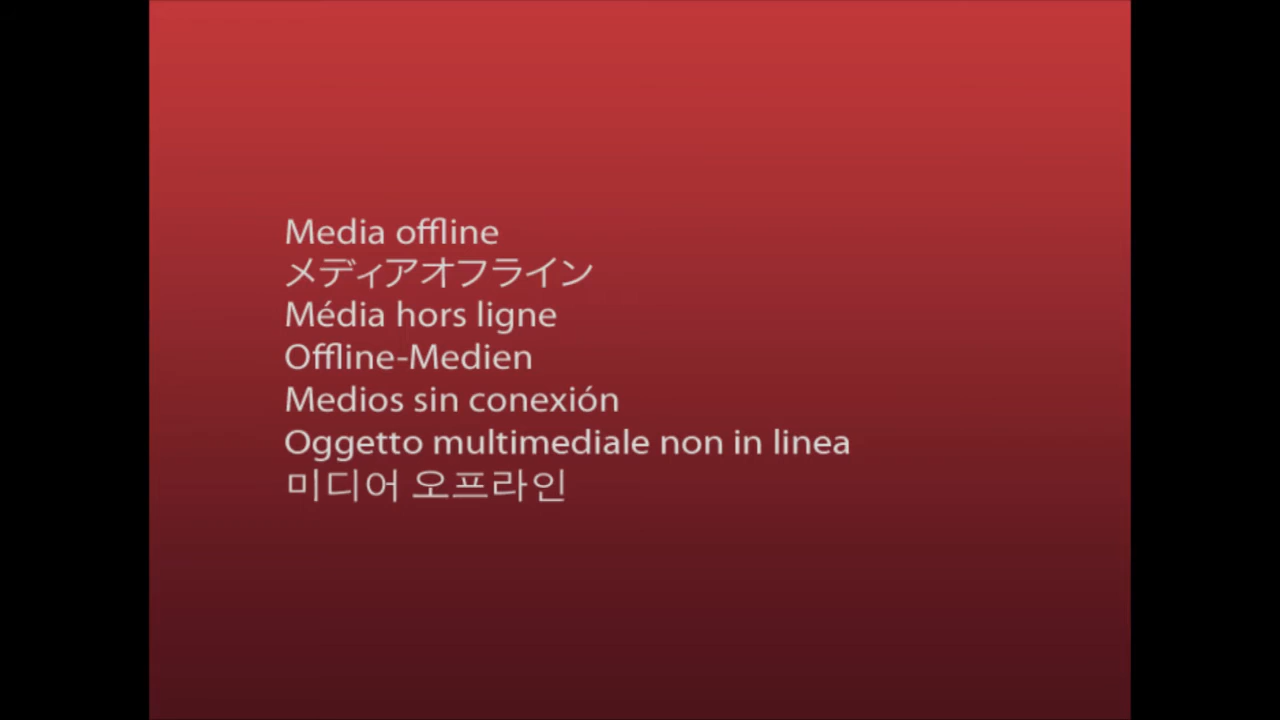 Media offline
メディアオフライン
Média hors ligne
Offline-Medien
Medios sin conexión
Oggetto multimediale non in linea
미디어 오프라인